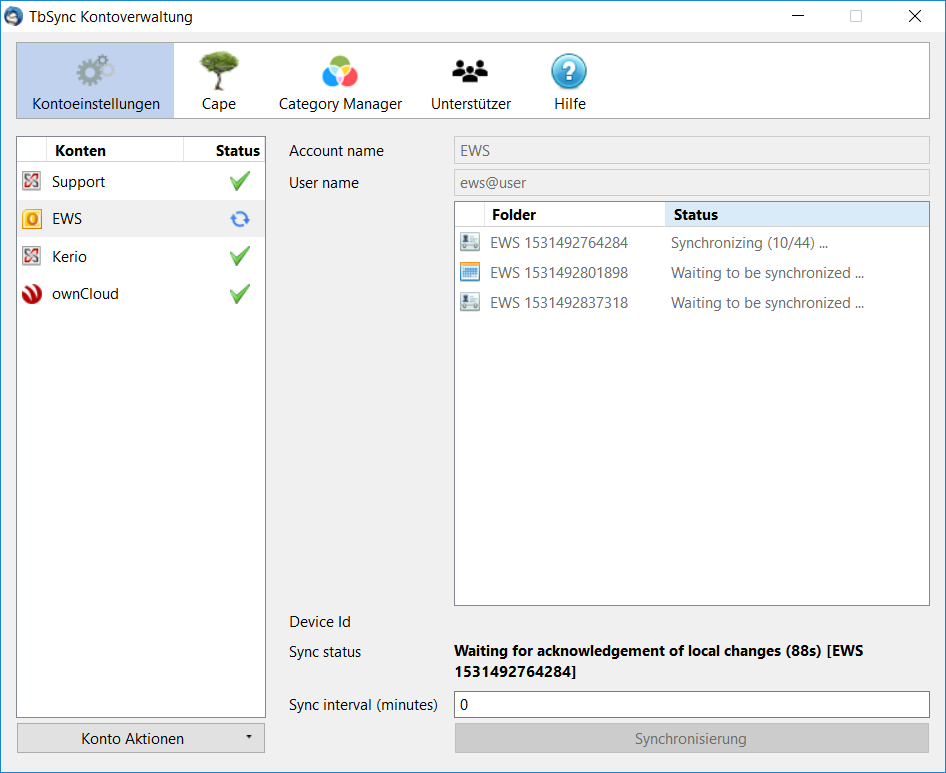 TbSync Kontoverwaltung
Kontoeinstellungen
Cape
Category Manager
Unterstützer
Hilfe
Konten Status
Support
EWS
Kerio
ownCloud
Konto Aktionen
Account name EWS
User name ews@user
Folder Status
EWS 1531492764284 Synchronizing (10/44) ...
EWS 1531492801898 Waiting to be synchronized ...
EWS 1531492837318 Waiting to be synchronized ...
Device Id
Sync status Waiting for acknowledgement of local changes (88s) [EWS
1531492764284]
Sync interval (minutes) 0
Synchronisierung